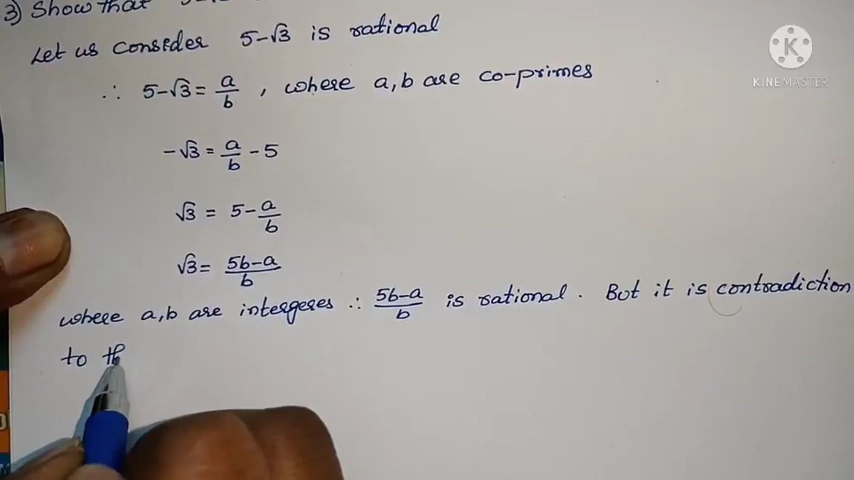 3) Show that
Let us consider 5-√3 is rational
∴ 5-√3 = a/b , where a, b are co-primes
-√3 = a/b - 5
√3 = 5 - a/b
√3 = 5b-a/b
where a, b are intergeres ∴ 5b-a/b is rational. But it is contradiction
to th
KINEMASTER